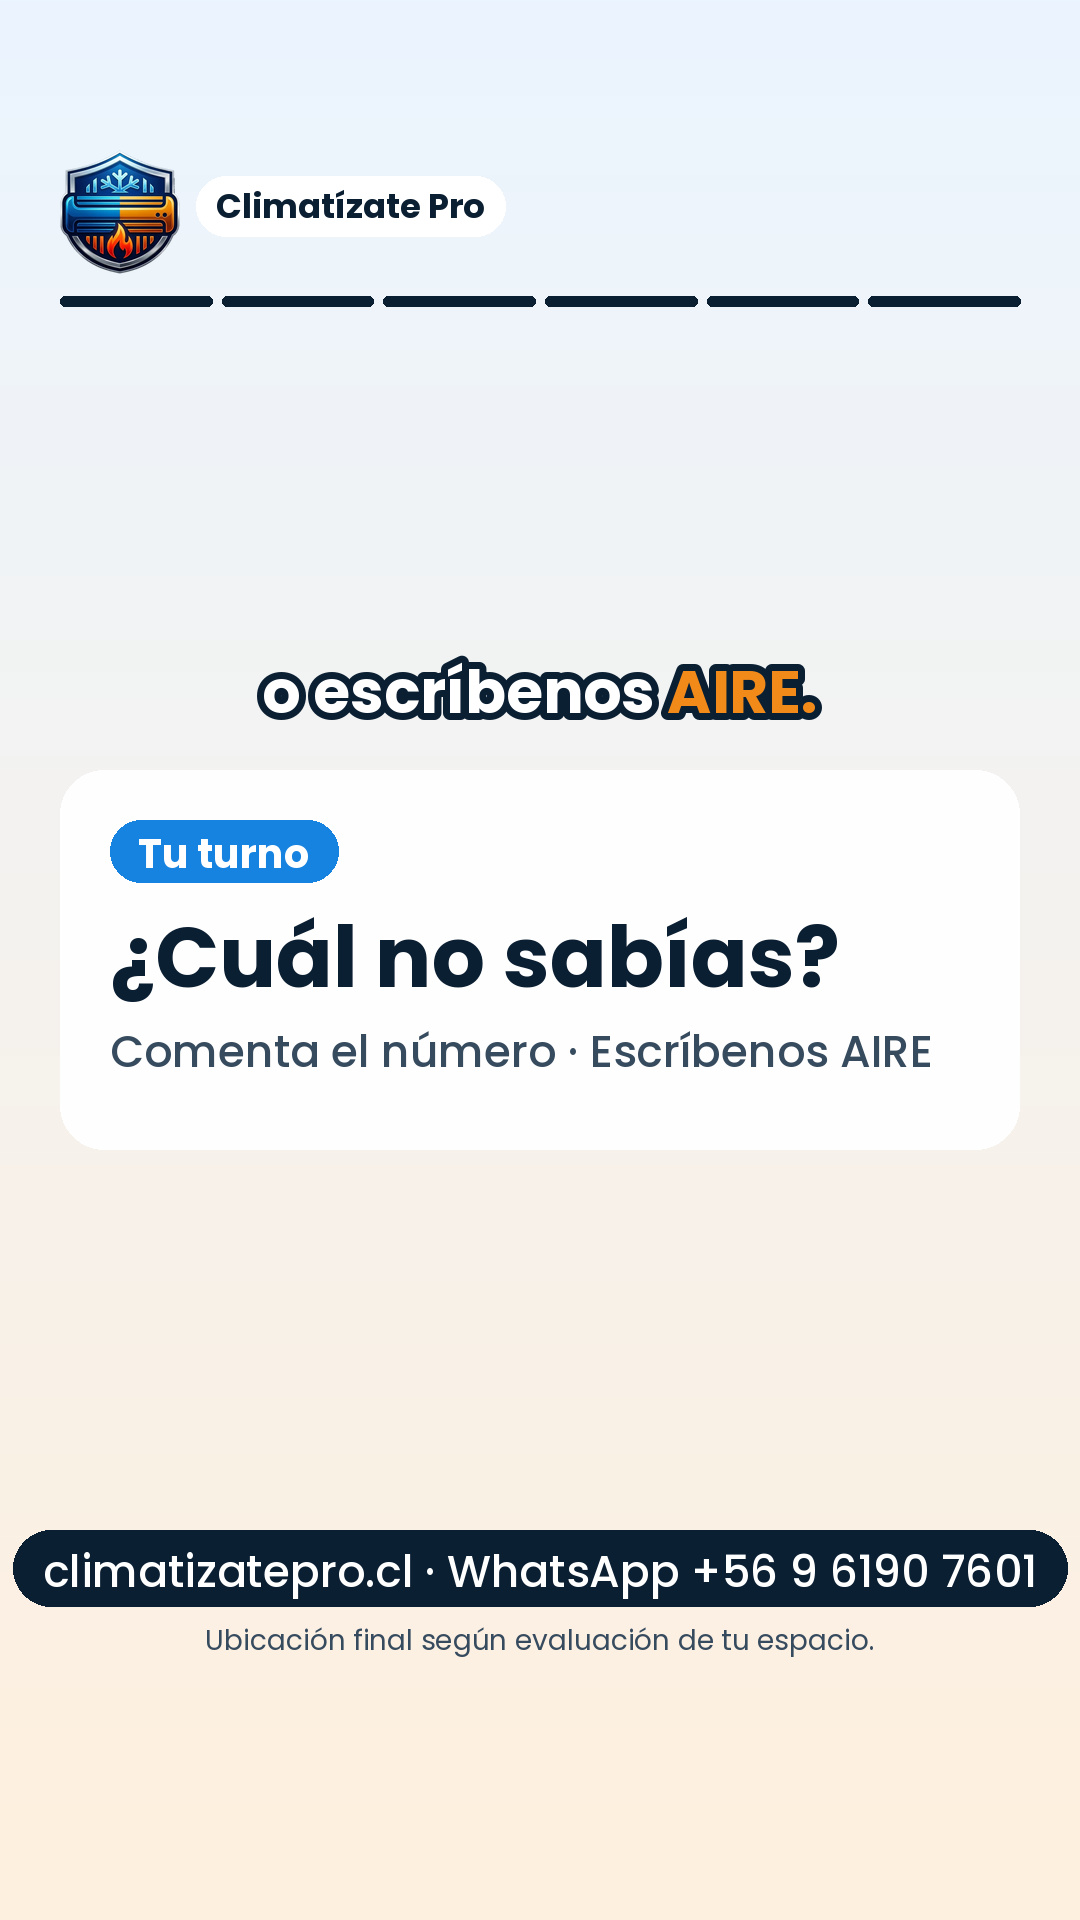 Climatízate Pro
o escríbenos AIRE.
Tu turno
¿Cuál no sabías?
Comenta el número · Escríbenos AIRE
climatizatepro.cl · WhatsApp +56 9 6190 7601
Ubicación final según evaluación de tu espacio.